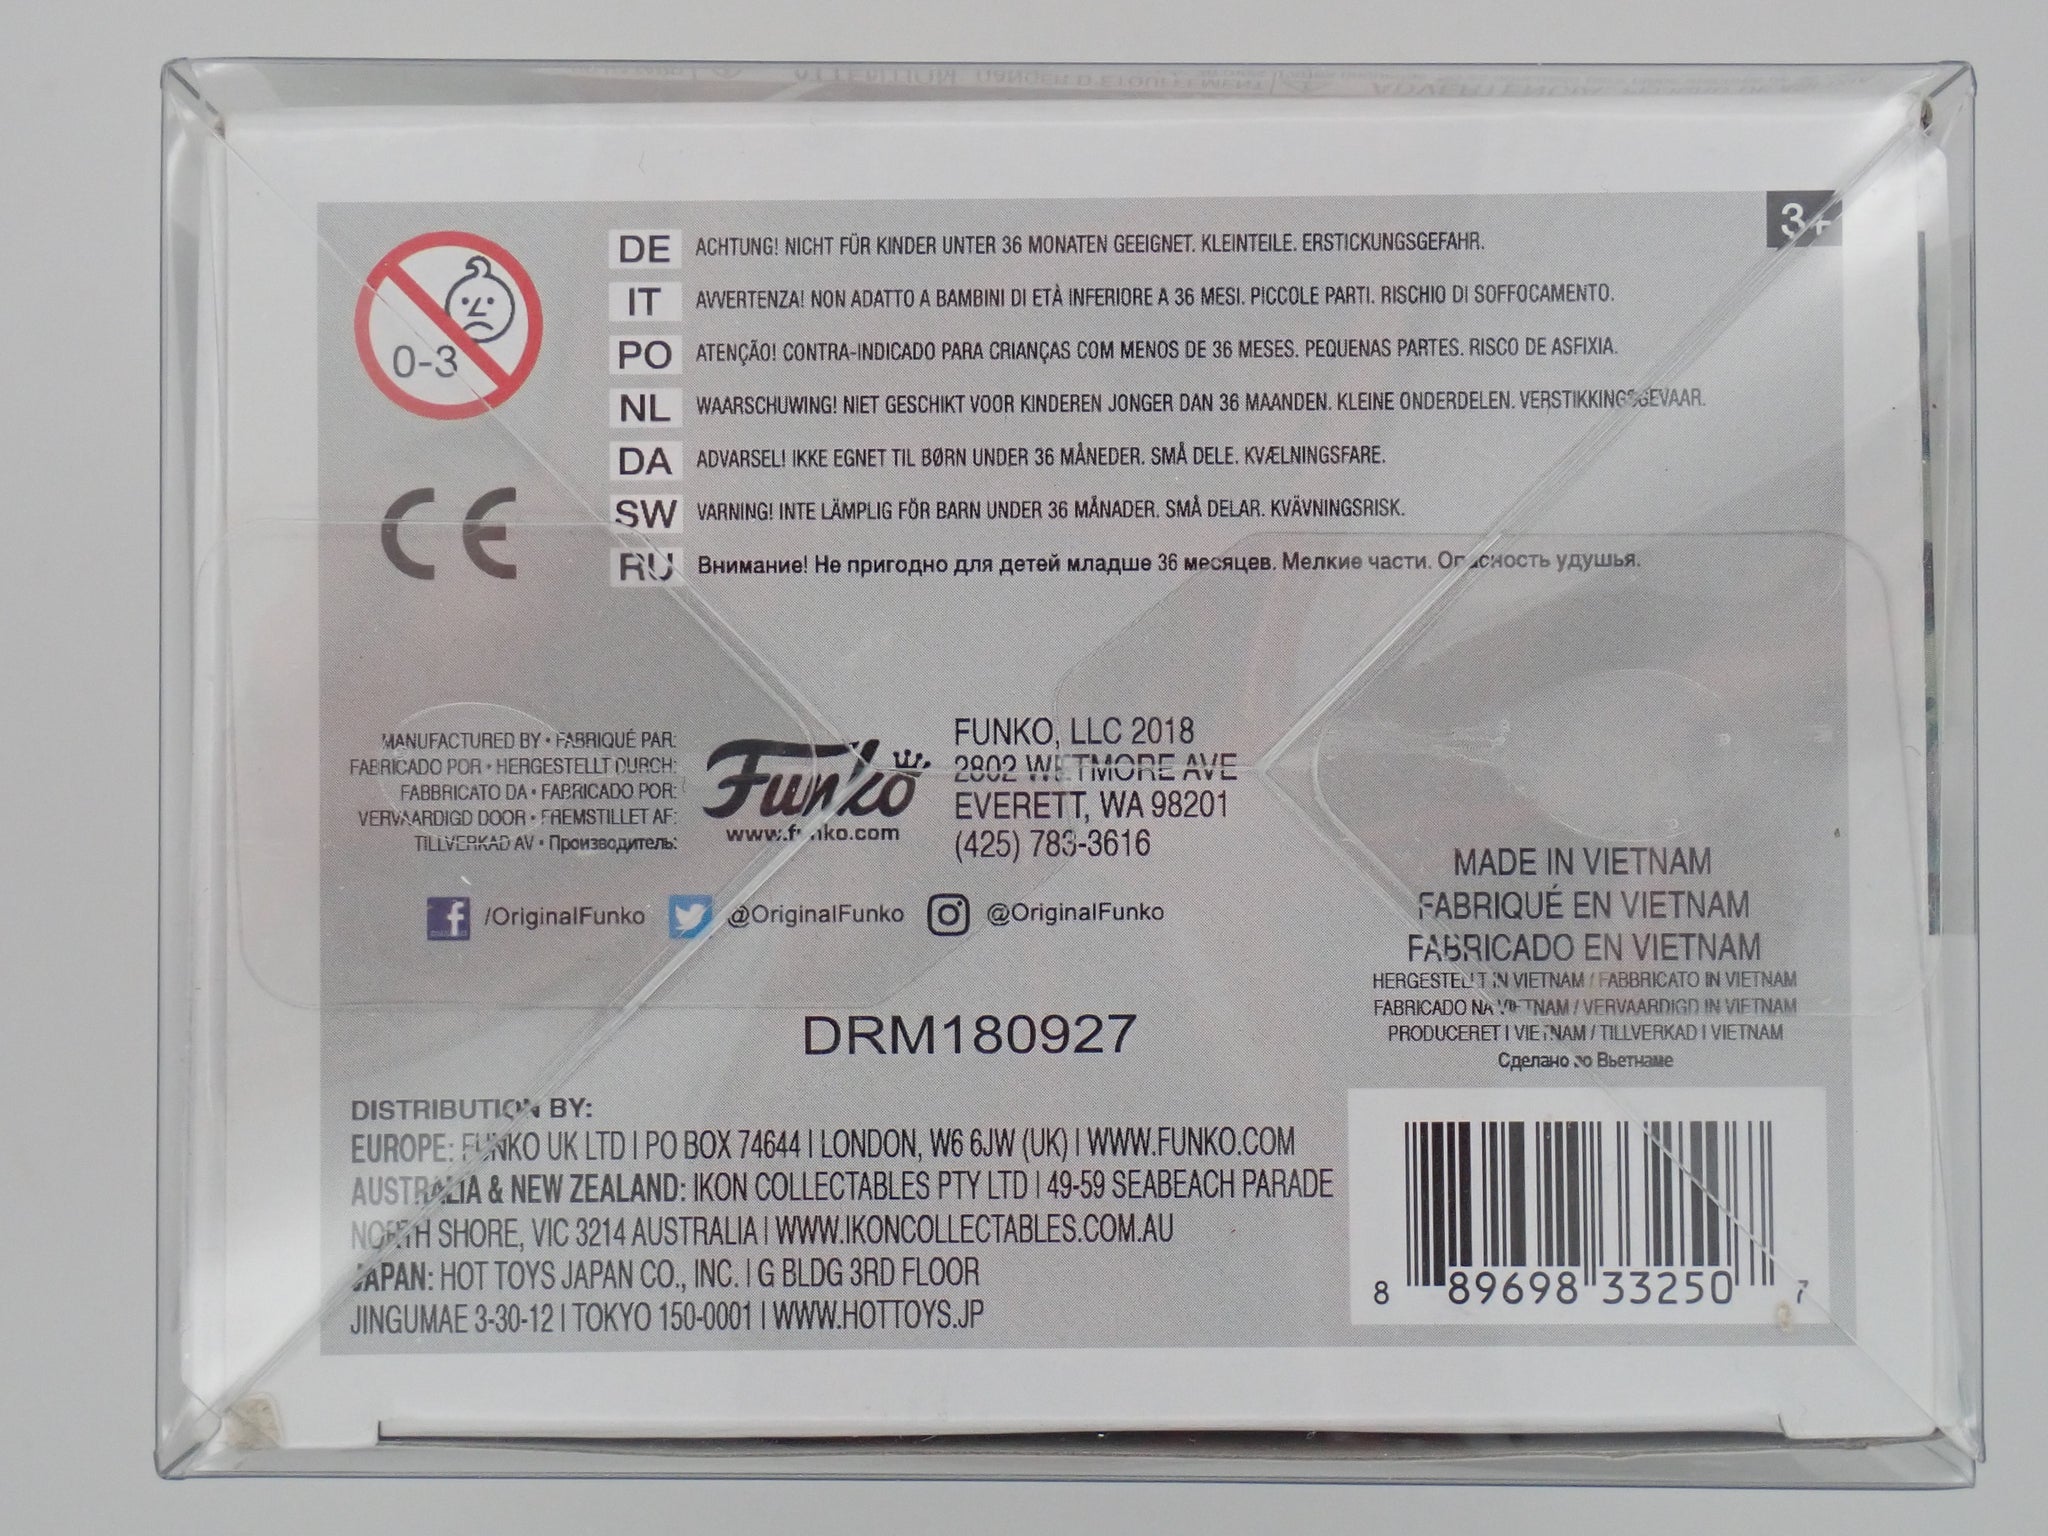 3+
0-3
DE ACHTUNG! NICHT FÜR KINDER UNTER 36 MONATEN GEEIGNET. KLEINTEILE. ERSTICKUNGSGEFAHR.
IT AVVERTENZA! NON ADATTO A BAMBINI DI ETÀ INFERIORE A 36 MESI. PICCOLE PARTI. RISCHIO DI SOFFOCAMENTO.
PO ATENÇÃO! CONTRA-INDICADO PARA CRIANÇAS COM MENOS DE 36 MESES. PEQUENAS PARTES. RISCO DE ASFIXIA.
NL WAARSCHUWING! NIET GESCHIKT VOOR KINDEREN JONGER DAN 36 MAANDEN. KLEINE ONDERDELEN. VERSTIKKINGSGEVAAR.
DA ADVARSEL! IKKE EGNET TIL BØRN UNDER 36 MÅNEDER. SMÅ DELE. KVÆLNINGSFARE.
SW VARNING! INTE LÄMPLIG FÖR BARN UNDER 36 MÅNADER. SMÅ DELAR. KVÄVNINGSRISK.
RU Внимание! Не пригодно для детей младше 36 месяцев. Мелкие части. Опасность удушья.
CE
MANUFACTURED BY • FABRIQUÉ PAR:
FABRICADO POR • HERGESTELLT DURCH:
FABBRICATO DA • FABRICADO POR:
VERVAARDIGD DOOR • FREMSTILLET AF:
TILLVERKAD AV • Производитель:
Funko
www.funko.com
FUNKO, LLC 2018
2802 WETMORE AVE
EVERETT, WA 98201
(425) 783-3616
/OriginalFunko @OriginalFunko @OriginalFunko
MADE IN VIETNAM
FABRIQUÉ EN VIETNAM
FABRICADO EN VIETNAM
HERGESTELLT IN VIETNAM / FABBRICATO IN VIETNAM
FABRICADO NA VIETNAM / VERVAARDIGD IN VIETNAM
PRODUCERET I VIETNAM / TILLVERKAD I VIETNAM
Сделано во Вьетнаме
DRM180927
DISTRIBUTION BY:
EUROPE: FUNKO UK LTD | PO BOX 74644 | LONDON, W6 6JW (UK) | WWW.FUNKO.COM
AUSTRALIA & NEW ZEALAND: IKON COLLECTABLES PTY LTD | 49-59 SEABEACH PARADE
NORTH SHORE, VIC 3214 AUSTRALIA | WWW.IKONCOLLECTABLES.COM.AU
JAPAN: HOT TOYS JAPAN CO., INC. | G BLDG 3RD FLOOR
JINGUMAE 3-30-12 | TOKYO 150-0001 | WWW.HOTTOYS.JP
8 89698 33250 7